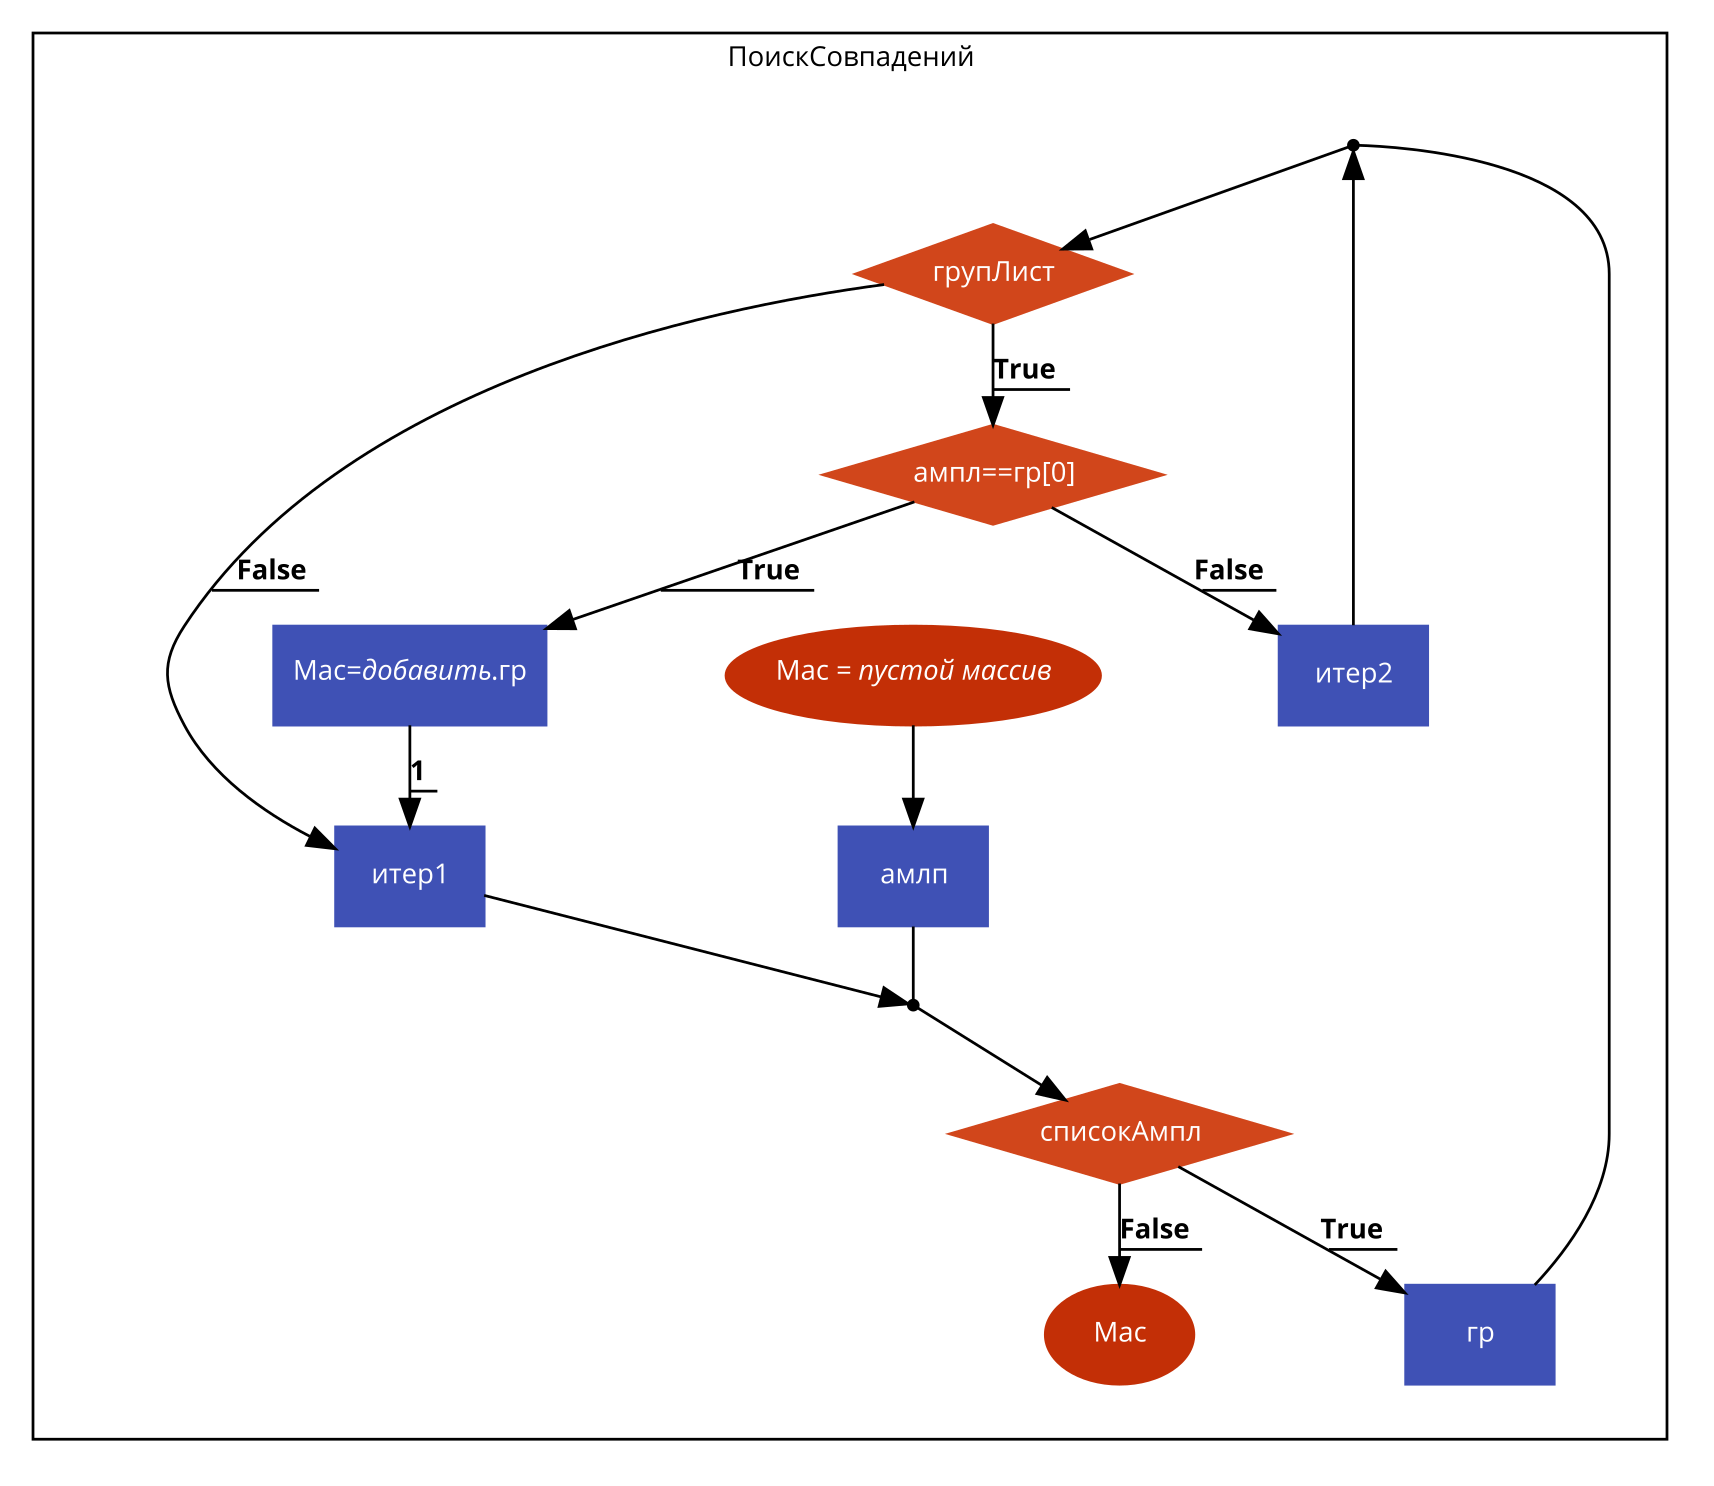 ПоискСовпадений
групЛист
True
ампл==гр[0]
False
True
False
Мас=добавить.гр
Мас = пустой массив
итер2
1
итер1
амлп
списокАмпл
False
True
Мас
гр